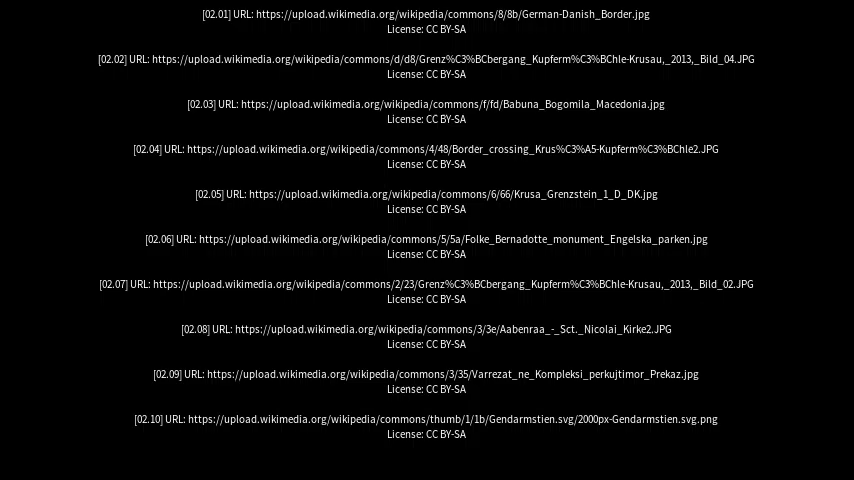 [02.01] URL: https://upload.wikimedia.org/wikipedia/commons/8/8b/German-Danish_Border.jpg
License: CC BY-SA
[02.02] URL: https://upload.wikimedia.org/wikipedia/commons/d/d8/Grenz%C3%BCbergang_Kupferm%C3%BChle-Krusau,_2013,_Bild_04.JPG
License: CC BY-SA
[02.03] URL: https://upload.wikimedia.org/wikipedia/commons/f/fd/Babuna_Bogomila_Macedonia.jpg
License: CC BY-SA
[02.04] URL: https://upload.wikimedia.org/wikipedia/commons/4/48/Border_crossing_Krus%C3%A5-Kupferm%C3%BChle2.JPG
License: CC BY-SA
[02.05] URL: https://upload.wikimedia.org/wikipedia/commons/6/66/Krusa_Grenzstein_1_D_DK.jpg
License: CC BY-SA
[02.06] URL: https://upload.wikimedia.org/wikipedia/commons/5/5a/Folke_Bernadotte_monument_Engelska_parken.jpg
License: CC BY-SA
[02.07] URL: https://upload.wikimedia.org/wikipedia/commons/2/23/Grenz%C3%BCbergang_Kupferm%C3%BChle-Krusau,_2013,_Bild_02.JPG
License: CC BY-SA
[02.08] URL: https://upload.wikimedia.org/wikipedia/commons/3/3e/Aabenraa_-_Sct._Nicolai_Kirke2.JPG
License: CC BY-SA
[02.09] URL: https://upload.wikimedia.org/wikipedia/commons/3/35/Varrezat_ne_Kompleksi_perkujtimor_Prekaz.jpg
License: CC BY-SA
[02.10] URL: https://upload.wikimedia.org/wikipedia/commons/thumb/1/1b/Gendarmstien.svg/2000px-Gendarmstien.svg.png
License: CC BY-SA